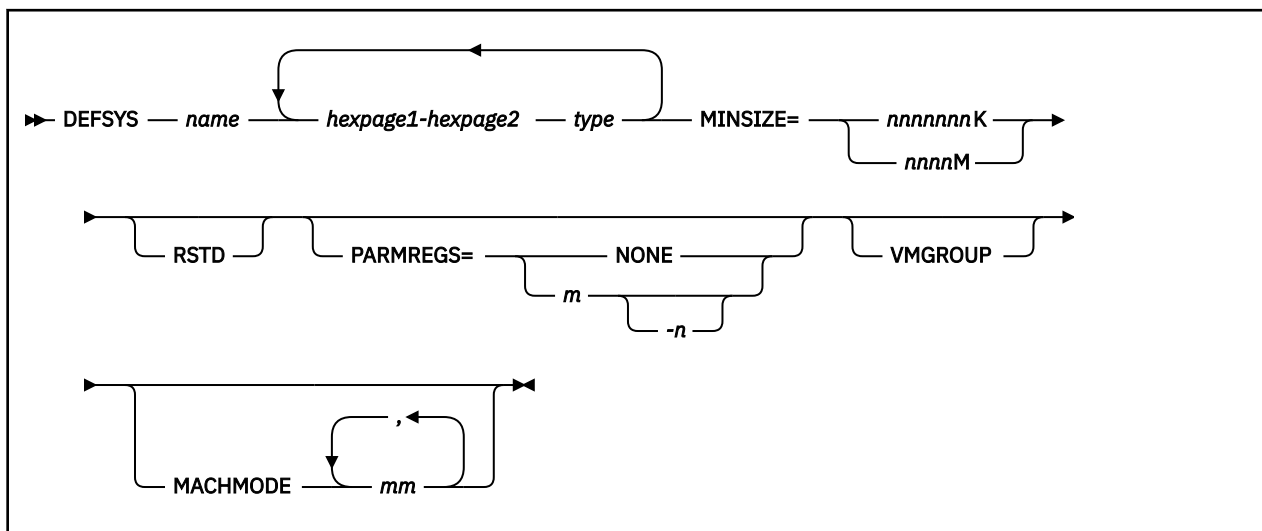 DEFSYS name hexpage1-hexpage2 type MINSIZE= nnnnnnnK
nnnnM
RSTD PARMREGS= NONE VMGROUP
m
-n
,
MACHMODE mm